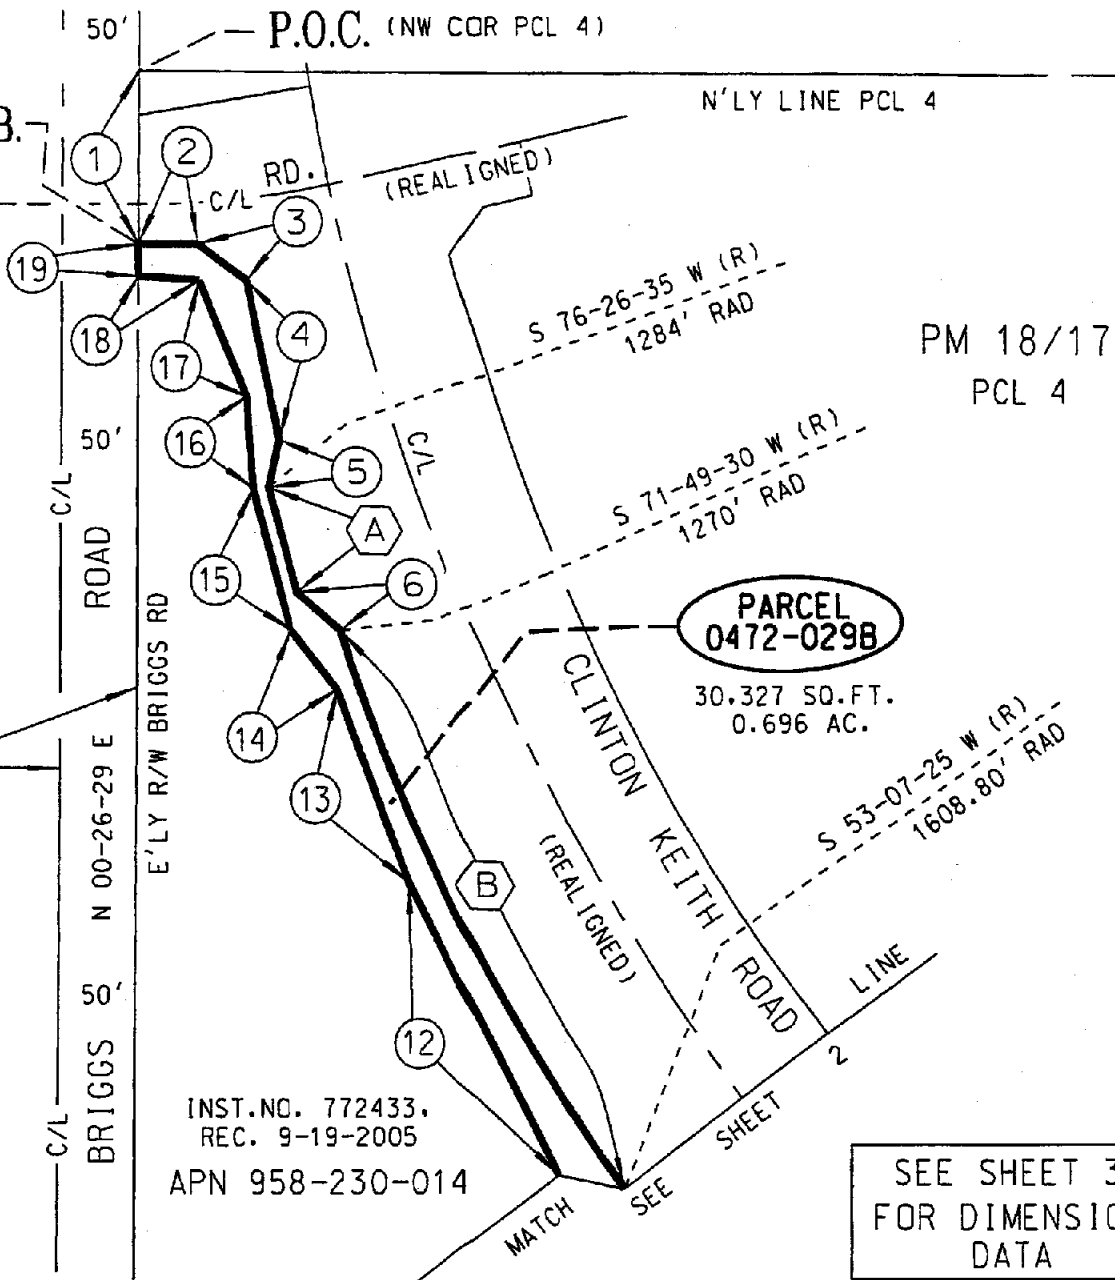 50'
P.O.C. (NW COR PCL 4)
N'LY LINE PCL 4
B.
1
2
C/L
RD.
(REALIGNED)
3
19
18
4
17
S 76-26-35 W (R)
1284' RAD
PM 18/17
PCL 4
C/L
50'
16
5
C/L
S 71-49-30 W (R)
1270' RAD
A
15
6
PARCEL
0472-029B
30,327 SQ.FT.
0.696 AC.
14
13
BRIGGS ROAD
N 00-26-29 E
E'LY R/W BRIGGS RD
CLINTON KEITH ROAD
S 53-07-25 W (R)
1608.80' RAD
(REALIGNED)
B
50'
12
C/L
INST.NO. 772433,
REC. 9-19-2005
APN 958-230-014
MATCH LINE
SEE SHEET 2
SEE SHEET 3
FOR DIMENSIO
DATA